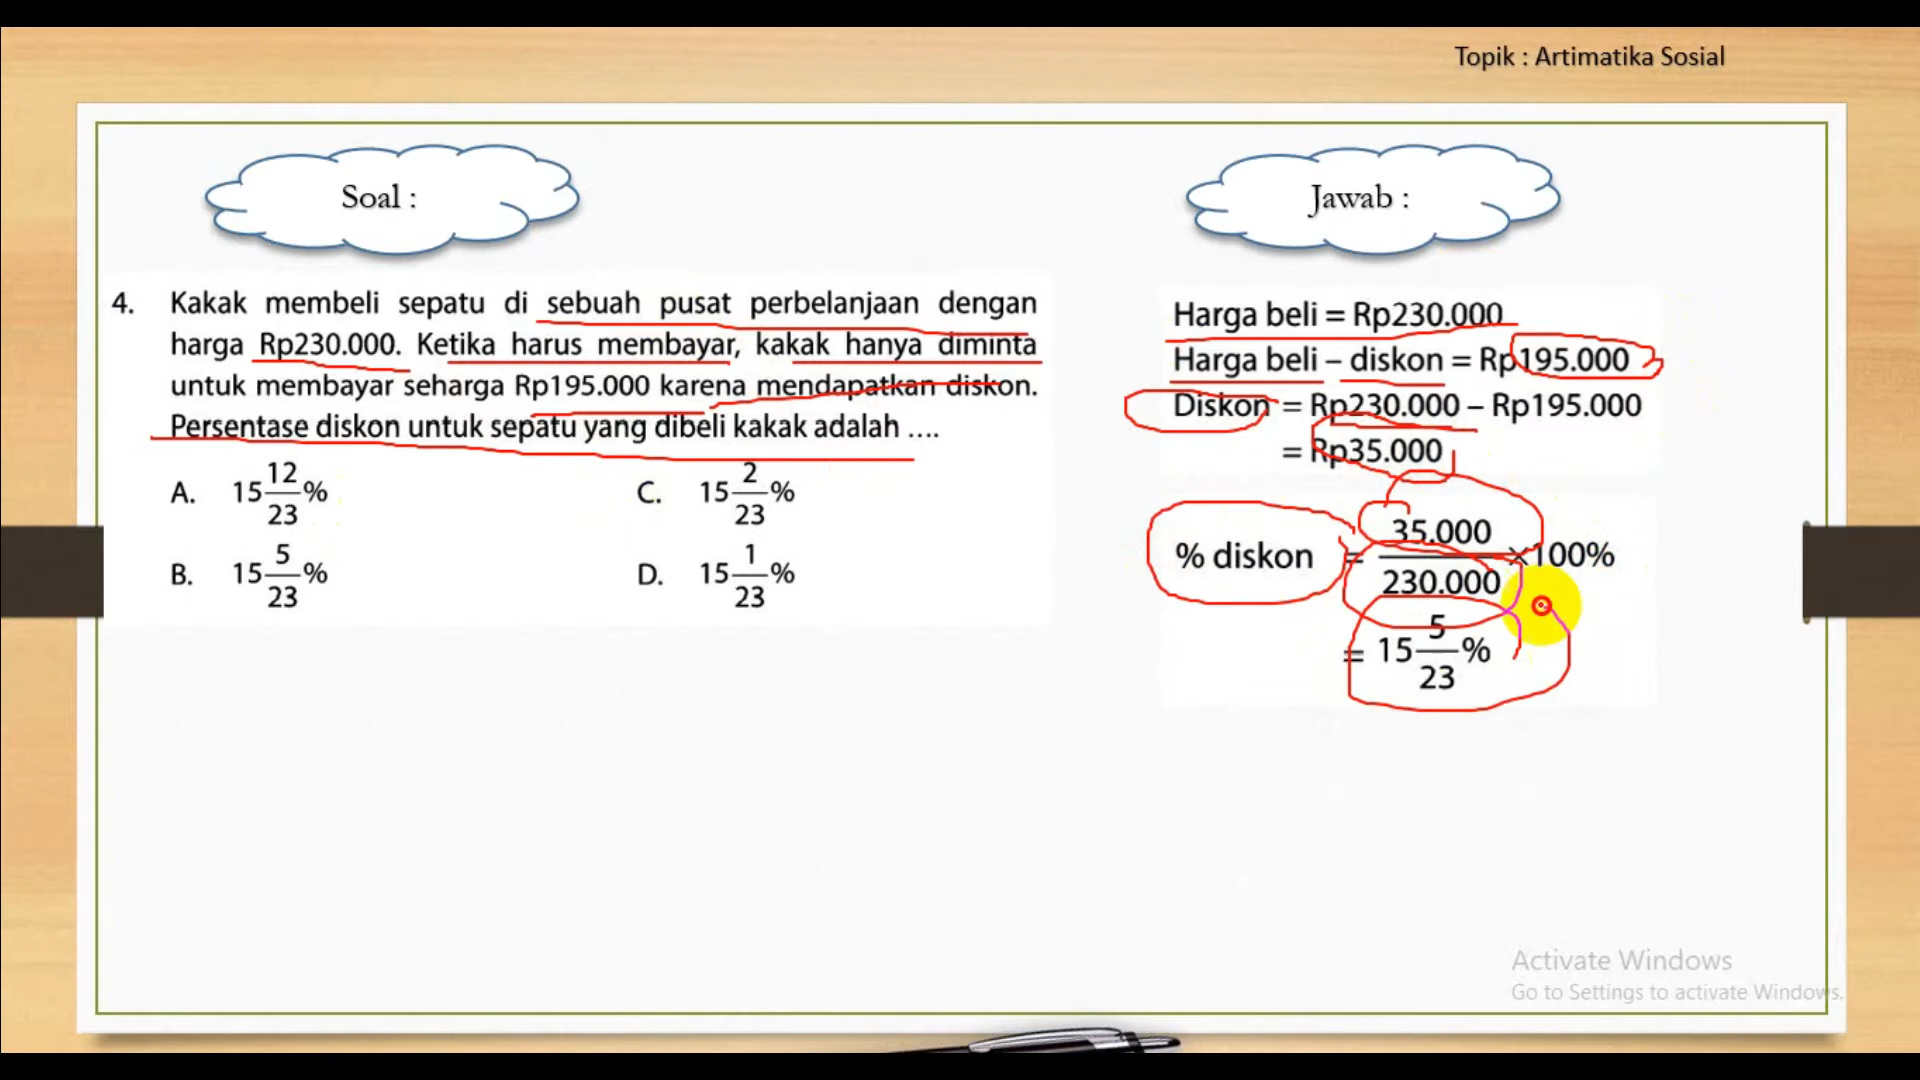 Topik : Artimatika Sosial
Soal :
4. Kakak membeli sepatu di sebuah pusat perbelanjaan dengan
harga Rp230.000. Ketika harus membayar, kakak hanya diminta
untuk membayar seharga Rp195.000 karena mendapatkan diskon.
Persentase diskon untuk sepatu yang dibeli kakak adalah ....
A. 15 12/23 %
C. 15 2/23 %
B. 15 5/23 %
D. 15 1/23 %
Jawab :
Harga beli = Rp230.000
Harga beli – diskon = Rp195.000
Diskon = Rp230.000 – Rp195.000
= Rp35.000
% diskon = 35.000/230.000 ×100%
= 15 5/23 %
Activate Windows
Go to Settings to activate Windows.